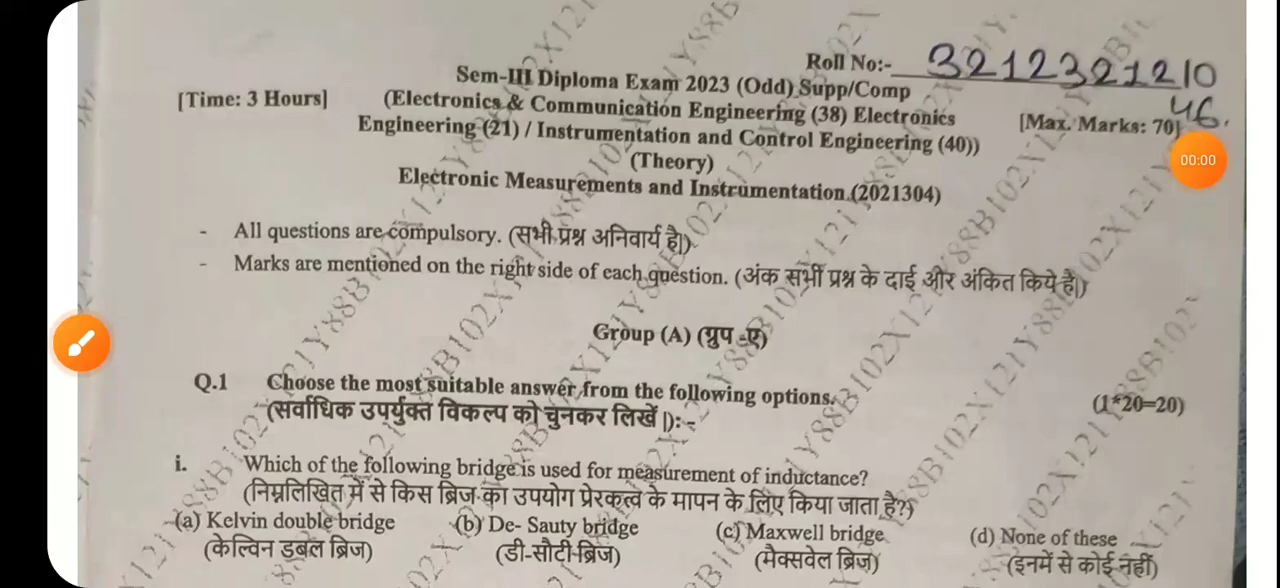 Roll No:- 321232121210
46.
Sem-III Diploma Exam 2023 (Odd) Supp/Comp
[Time: 3 Hours] (Electronics & Communication Engineering (38) Electronics [Max. Marks: 70]
Engineering (21) / Instrumentation and Control Engineering (40))
(Theory)
Electronic Measurements and Instrumentation (2021304)
00:00
- All questions are compulsory. (सभी प्रश्न अनिवार्य है।)
- Marks are mentioned on the right side of each question. (अंक सभी प्रश्न के दाई और अंकित किये है।)
Group (A) (ग्रुप -ए)
Q.1 Choose the most suitable answer from the following options. (1*20=20)
(सर्वाधिक उपर्युक्त विकल्प को चुनकर लिखें |):-
i. Which of the following bridge is used for measurement of inductance?
(निम्नलिखित में से किस ब्रिज का उपयोग प्रेरकत्व के मापन के लिए किया जाता है?)
(a) Kelvin double bridge (b) De- Sauty bridge (c) Maxwell bridge (d) None of these
(केल्विन डबल ब्रिज) (डी-सौटी-ब्रिज) (मैक्सवेल ब्रिज) (इनमें से कोई नहीं)